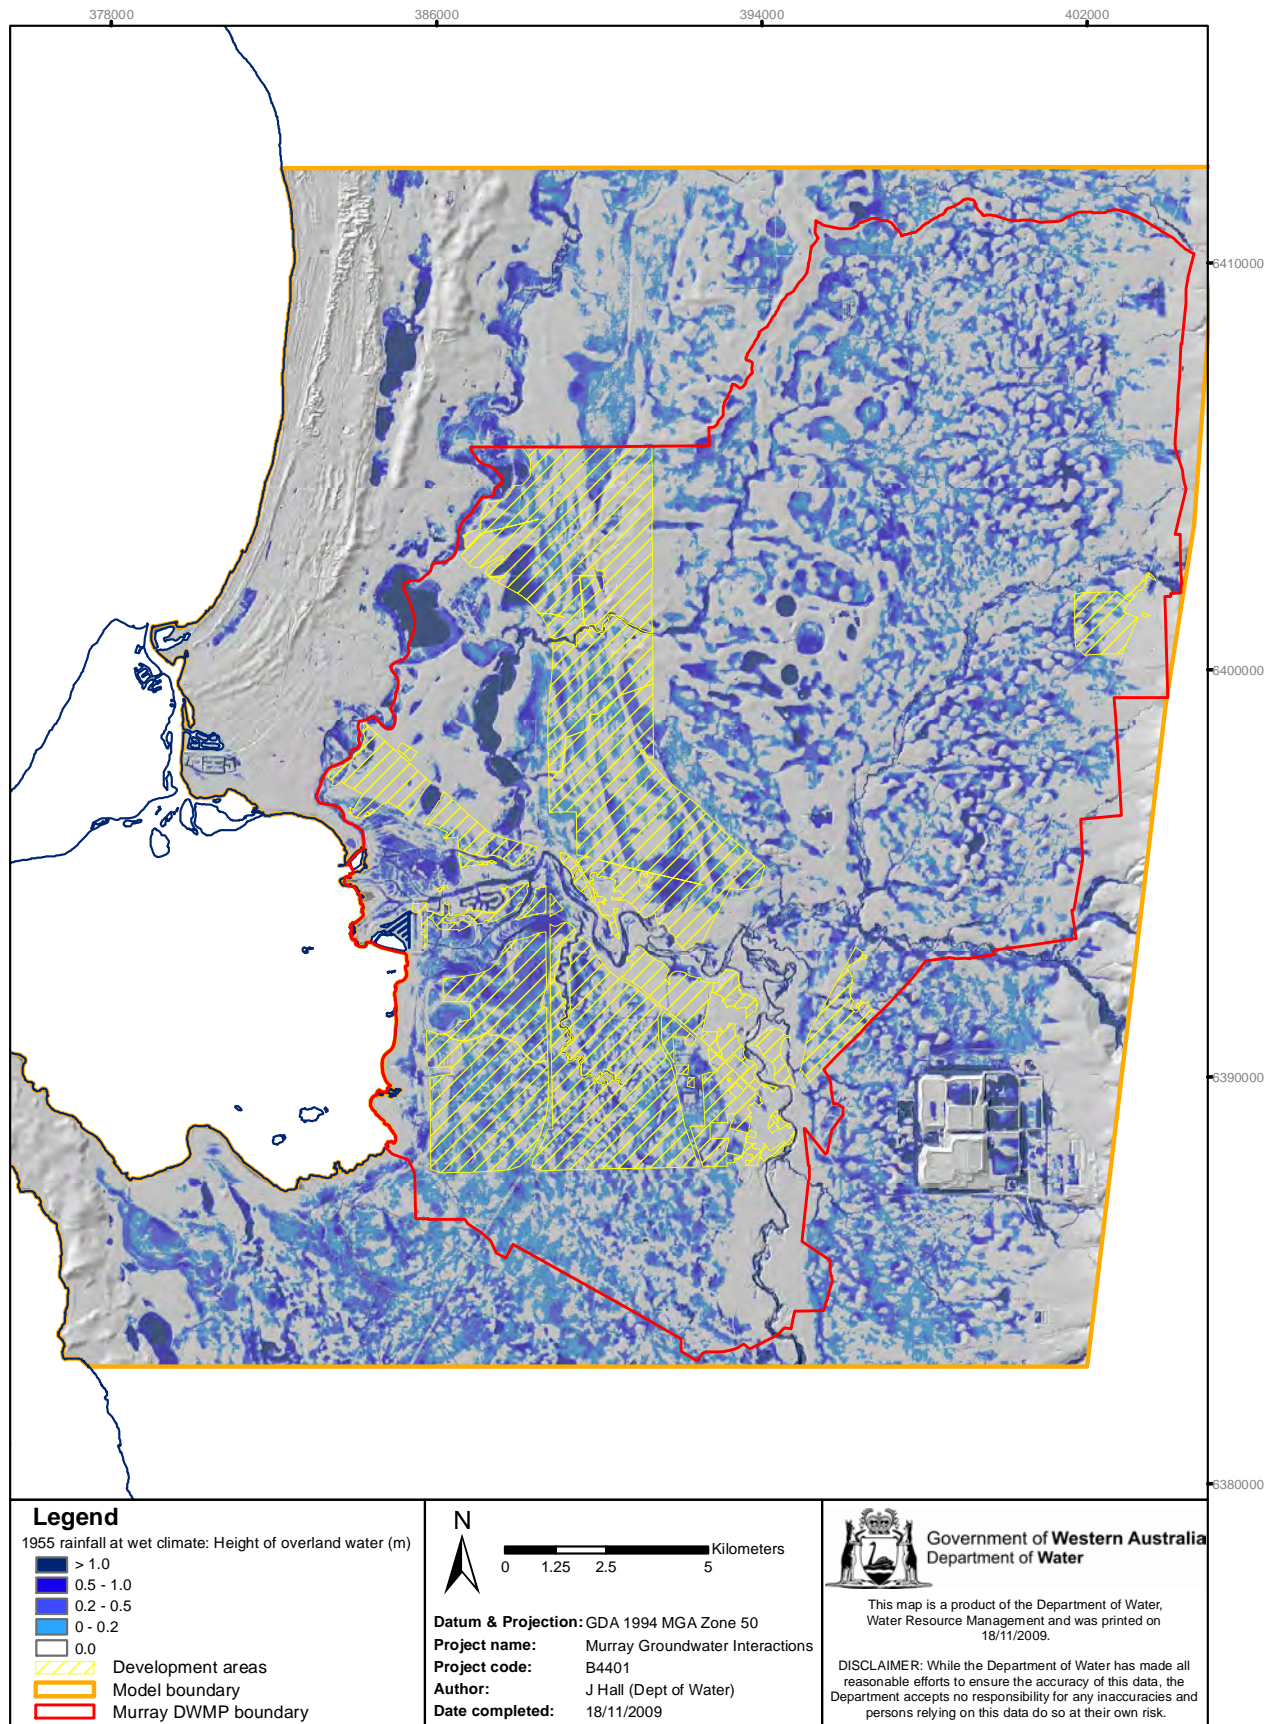 378000
386000
394000
402000
6410000
6400000
6390000
6380000
Legend
1955 rainfall at wet climate: Height of overland water (m)
> 1.0
0.5 - 1.0
0.2 - 0.5
0 - 0.2
0.0
Development areas
Model boundary
Murray DWMP boundary
N
Kilometers
0 1.25 2.5 5
Datum & Projection: GDA 1994 MGA Zone 50
Project name: Murray Groundwater Interactions
Project code: B4401
Author: J Hall (Dept of Water)
Date completed: 18/11/2009
Government of Western Australia
Department of Water
This map is a product of the Department of Water,
Water Resource Management and was printed on
18/11/2009.
DISCLAIMER: While the Department of Water has made all
reasonable efforts to ensure the accuracy of this data, the
Department accepts no responsibility for any inaccuracies and
persons relying on this data do so at their own risk.